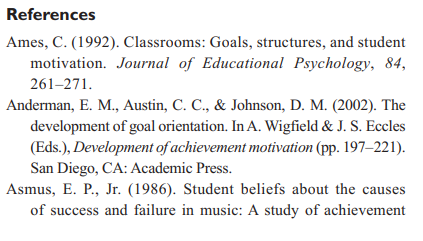 References
Ames, C. (1992). Classrooms: Goals, structures, and student
motivation. Journal of Educational Psychology, 84,
261–271.
Anderman, E. M., Austin, C. C., & Johnson, D. M. (2002). The
development of goal orientation. In A. Wigfield & J. S. Eccles
(Eds.), Development of achievement motivation (pp. 197–221).
San Diego, CA: Academic Press.
Asmus, E. P., Jr. (1986). Student beliefs about the causes
of success and failure in music: A study of achievement